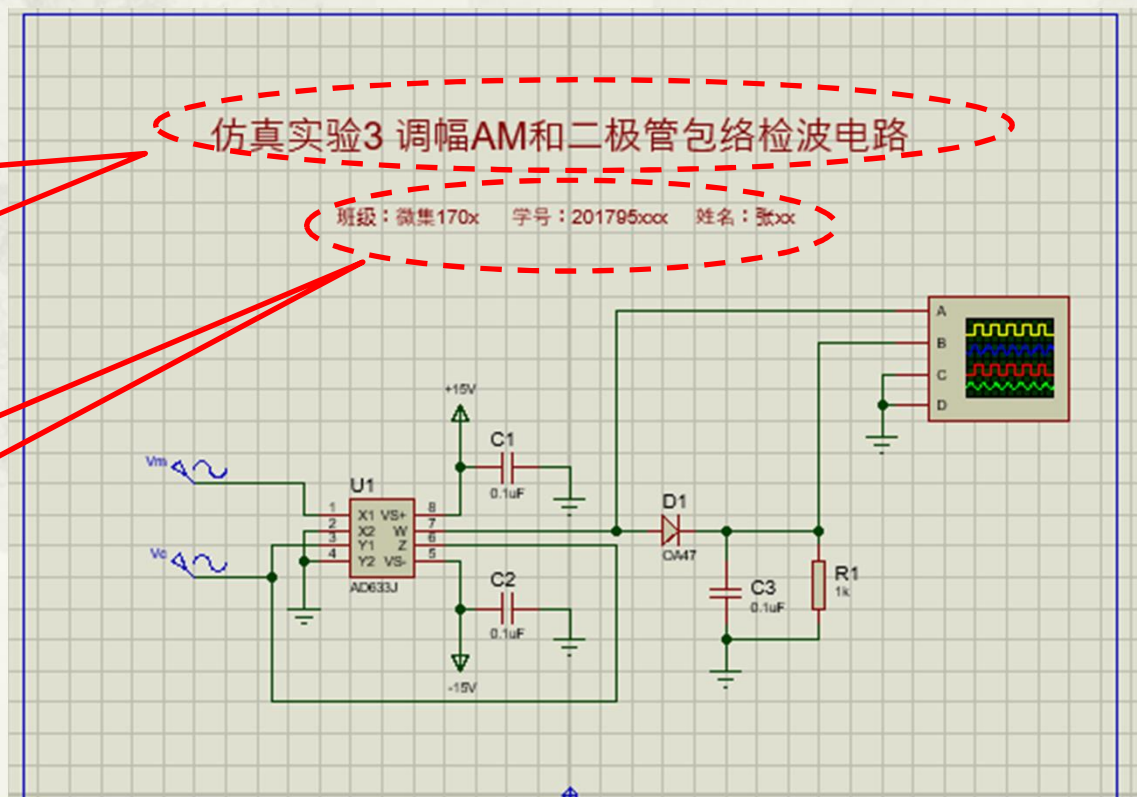 仿真实验3 调幅AM和二极管包络检波电路
班级：微集170x 学号：201795xxx 姓名：张xx
A
B
C
D
+15V
C1
0.1uF
Vm
U1
1 X1 VS+ 8
2 X2 W 7
3 Y1 Z 6
4 Y2 VS- 5
AD633J
Vc
D1
OA47
C2
0.1uF
C3
0.1uF
R1
1k
-15V